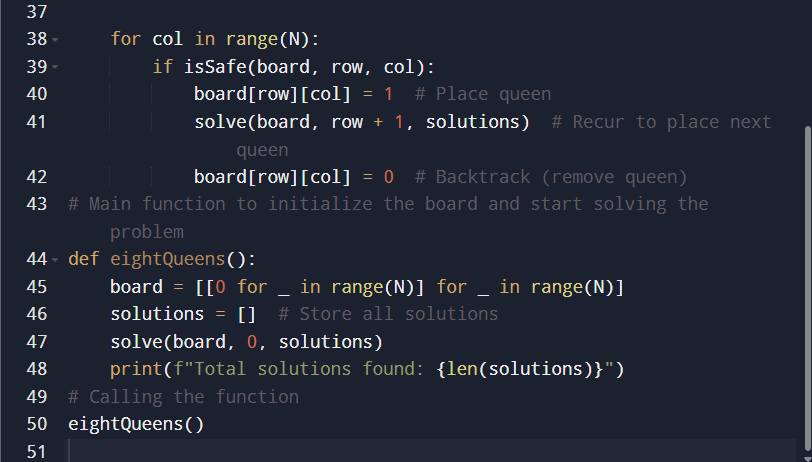 37
38 for col in range(N):
39 if isSafe(board, row, col):
40 board[row][col] = 1 # Place queen
41 solve(board, row + 1, solutions) # Recur to place next
queen
42 board[row][col] = 0 # Backtrack (remove queen)
43 # Main function to initialize the board and start solving the
problem
44 def eightQueens():
45 board = [[0 for _ in range(N)] for _ in range(N)]
46 solutions = [] # Store all solutions
47 solve(board, 0, solutions)
48 print(f"Total solutions found: {len(solutions)}")
49 # Calling the function
50 eightQueens()
51